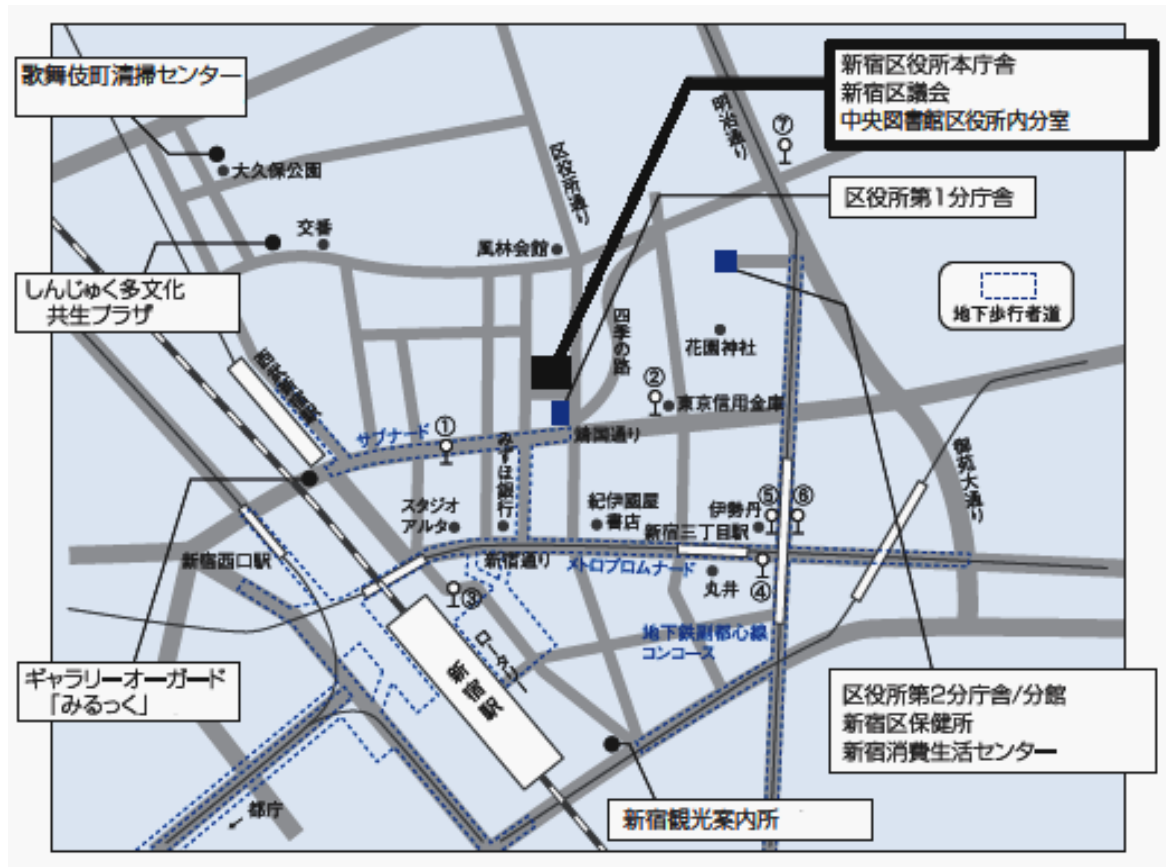 歌舞伎町清掃センター
新宿区役所本庁舎
新宿区議会
中央図書館区役所内分室
明治通り
⑦
区役所通り
大久保公園
区役所第1分庁舎
交番
風林会館
しんじゅく多文化
共生プラザ
地下歩行者道
四季の路
花園神社
西武新宿駅
②
東京信用金庫
サブナード
①
靖国通り
みずほ銀行
御苑大通り
スタジオ
アルタ
紀伊國屋
書店
伊勢丹
⑤
⑥
新宿三丁目駅
新宿西口駅
新宿通り
メトロプロムナード
丸井
④
③
ロータリー
地下鉄副都心線
コンコース
新宿駅
ギャラリーオーガード
「みるっく」
区役所第2分庁舎/分館
新宿区保健所
新宿消費生活センター
都庁
新宿観光案内所